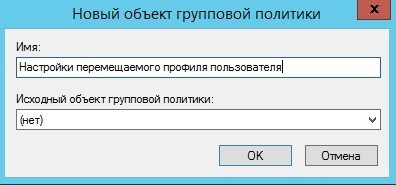 Новый объект групповой политики
x
Имя:
Настройки перемещаемого профиля пользователя
Исходный объект групповой политики:
(нет)
OK
Отмена